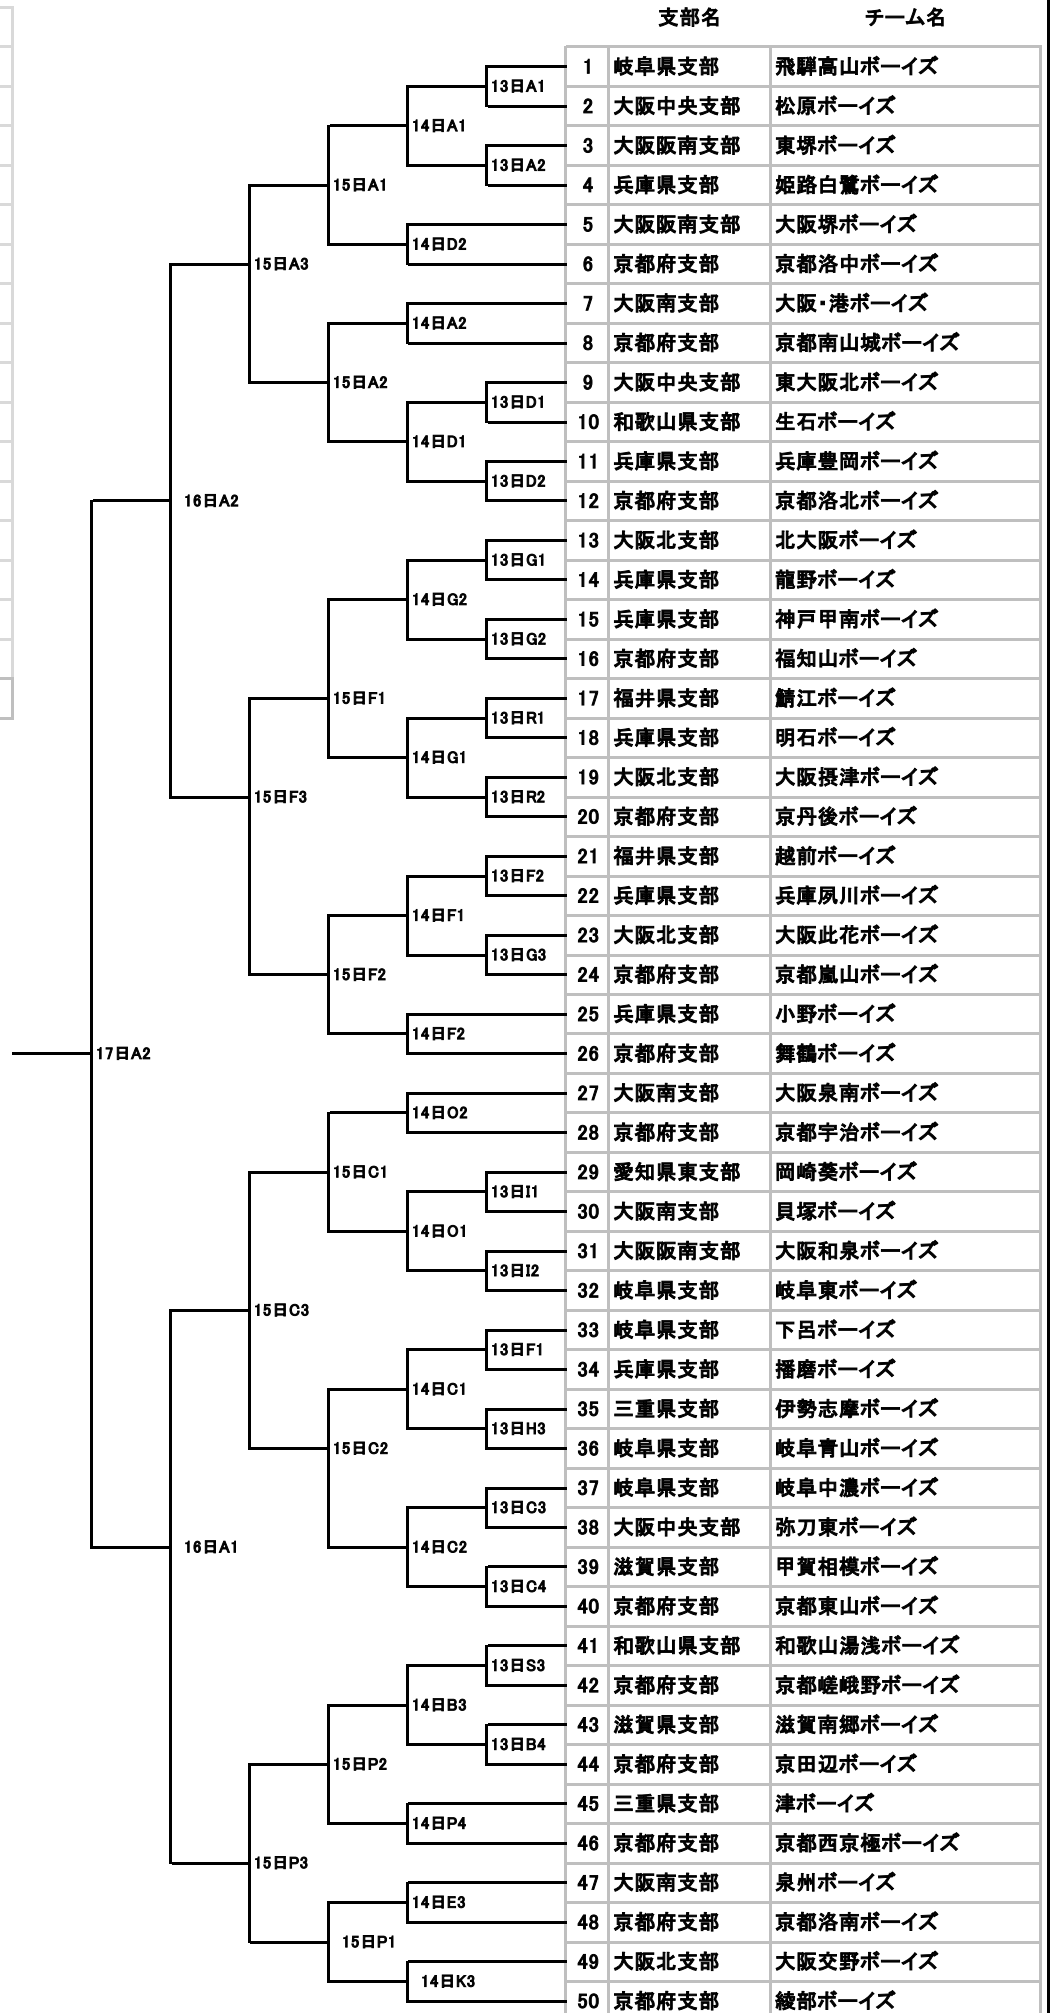 支部名 チーム名
1 岐阜県支部 飛騨高山ボーイズ
13日A1
2 大阪中央支部 松原ボーイズ
14日A1
3 大阪阪南支部 東堺ボーイズ
13日A2
4 兵庫県支部 姫路白鷺ボーイズ
15日A1
5 大阪阪南支部 大阪堺ボーイズ
14日D2
6 京都府支部 京都洛中ボーイズ
15日A3
7 大阪南支部 大阪・港ボーイズ
14日A2
8 京都府支部 京都南山城ボーイズ
15日A2
9 大阪中央支部 東大阪北ボーイズ
13日D1
10 和歌山県支部 生石ボーイズ
14日D1
11 兵庫県支部 兵庫豊岡ボーイズ
13日D2
12 京都府支部 京都洛北ボーイズ
16日A2
13 大阪北支部 北大阪ボーイズ
13日G1
14 兵庫県支部 龍野ボーイズ
14日G2
15 兵庫県支部 神戸甲南ボーイズ
13日G2
16 京都府支部 福知山ボーイズ
15日F1
17 福井県支部 鯖江ボーイズ
13日R1
18 兵庫県支部 明石ボーイズ
14日G1
19 大阪北支部 大阪摂津ボーイズ
13日R2
15日F3
20 京都府支部 京丹後ボーイズ
21 福井県支部 越前ボーイズ
13日F2
22 兵庫県支部 兵庫夙川ボーイズ
14日F1
23 大阪北支部 大阪此花ボーイズ
13日G3
24 京都府支部 京都嵐山ボーイズ
15日F2
25 兵庫県支部 小野ボーイズ
14日F2
26 京都府支部 舞鶴ボーイズ
17日A2
27 大阪南支部 大阪泉南ボーイズ
14日O2
28 京都府支部 京都宇治ボーイズ
15日C1
29 愛知県東支部 岡崎葵ボーイズ
13日I1
30 大阪南支部 貝塚ボーイズ
14日O1
31 大阪阪南支部 大阪和泉ボーイズ
13日I2
32 岐阜県支部 岐阜東ボーイズ
15日C3
33 岐阜県支部 下呂ボーイズ
13日F1
34 兵庫県支部 播磨ボーイズ
14日C1
35 三重県支部 伊勢志摩ボーイズ
13日H3
36 岐阜県支部 岐阜青山ボーイズ
15日C2
37 岐阜県支部 岐阜中濃ボーイズ
13日C3
38 大阪中央支部 弥刀東ボーイズ
16日A1
14日C2
39 滋賀県支部 甲賀相模ボーイズ
13日C4
40 京都府支部 京都東山ボーイズ
41 和歌山県支部 和歌山湯浅ボーイズ
13日S3
42 京都府支部 京都嵯峨野ボーイズ
14日B3
43 滋賀県支部 滋賀南郷ボーイズ
13日B4
44 京都府支部 京田辺ボーイズ
15日P2
45 三重県支部 津ボーイズ
14日P4
46 京都府支部 京都西京極ボーイズ
15日P3
47 大阪南支部 泉州ボーイズ
14日E3
48 京都府支部 京都洛南ボーイズ
15日P1
49 大阪北支部 大阪交野ボーイズ
14日K3
50 京都府支部 綾部ボーイズ